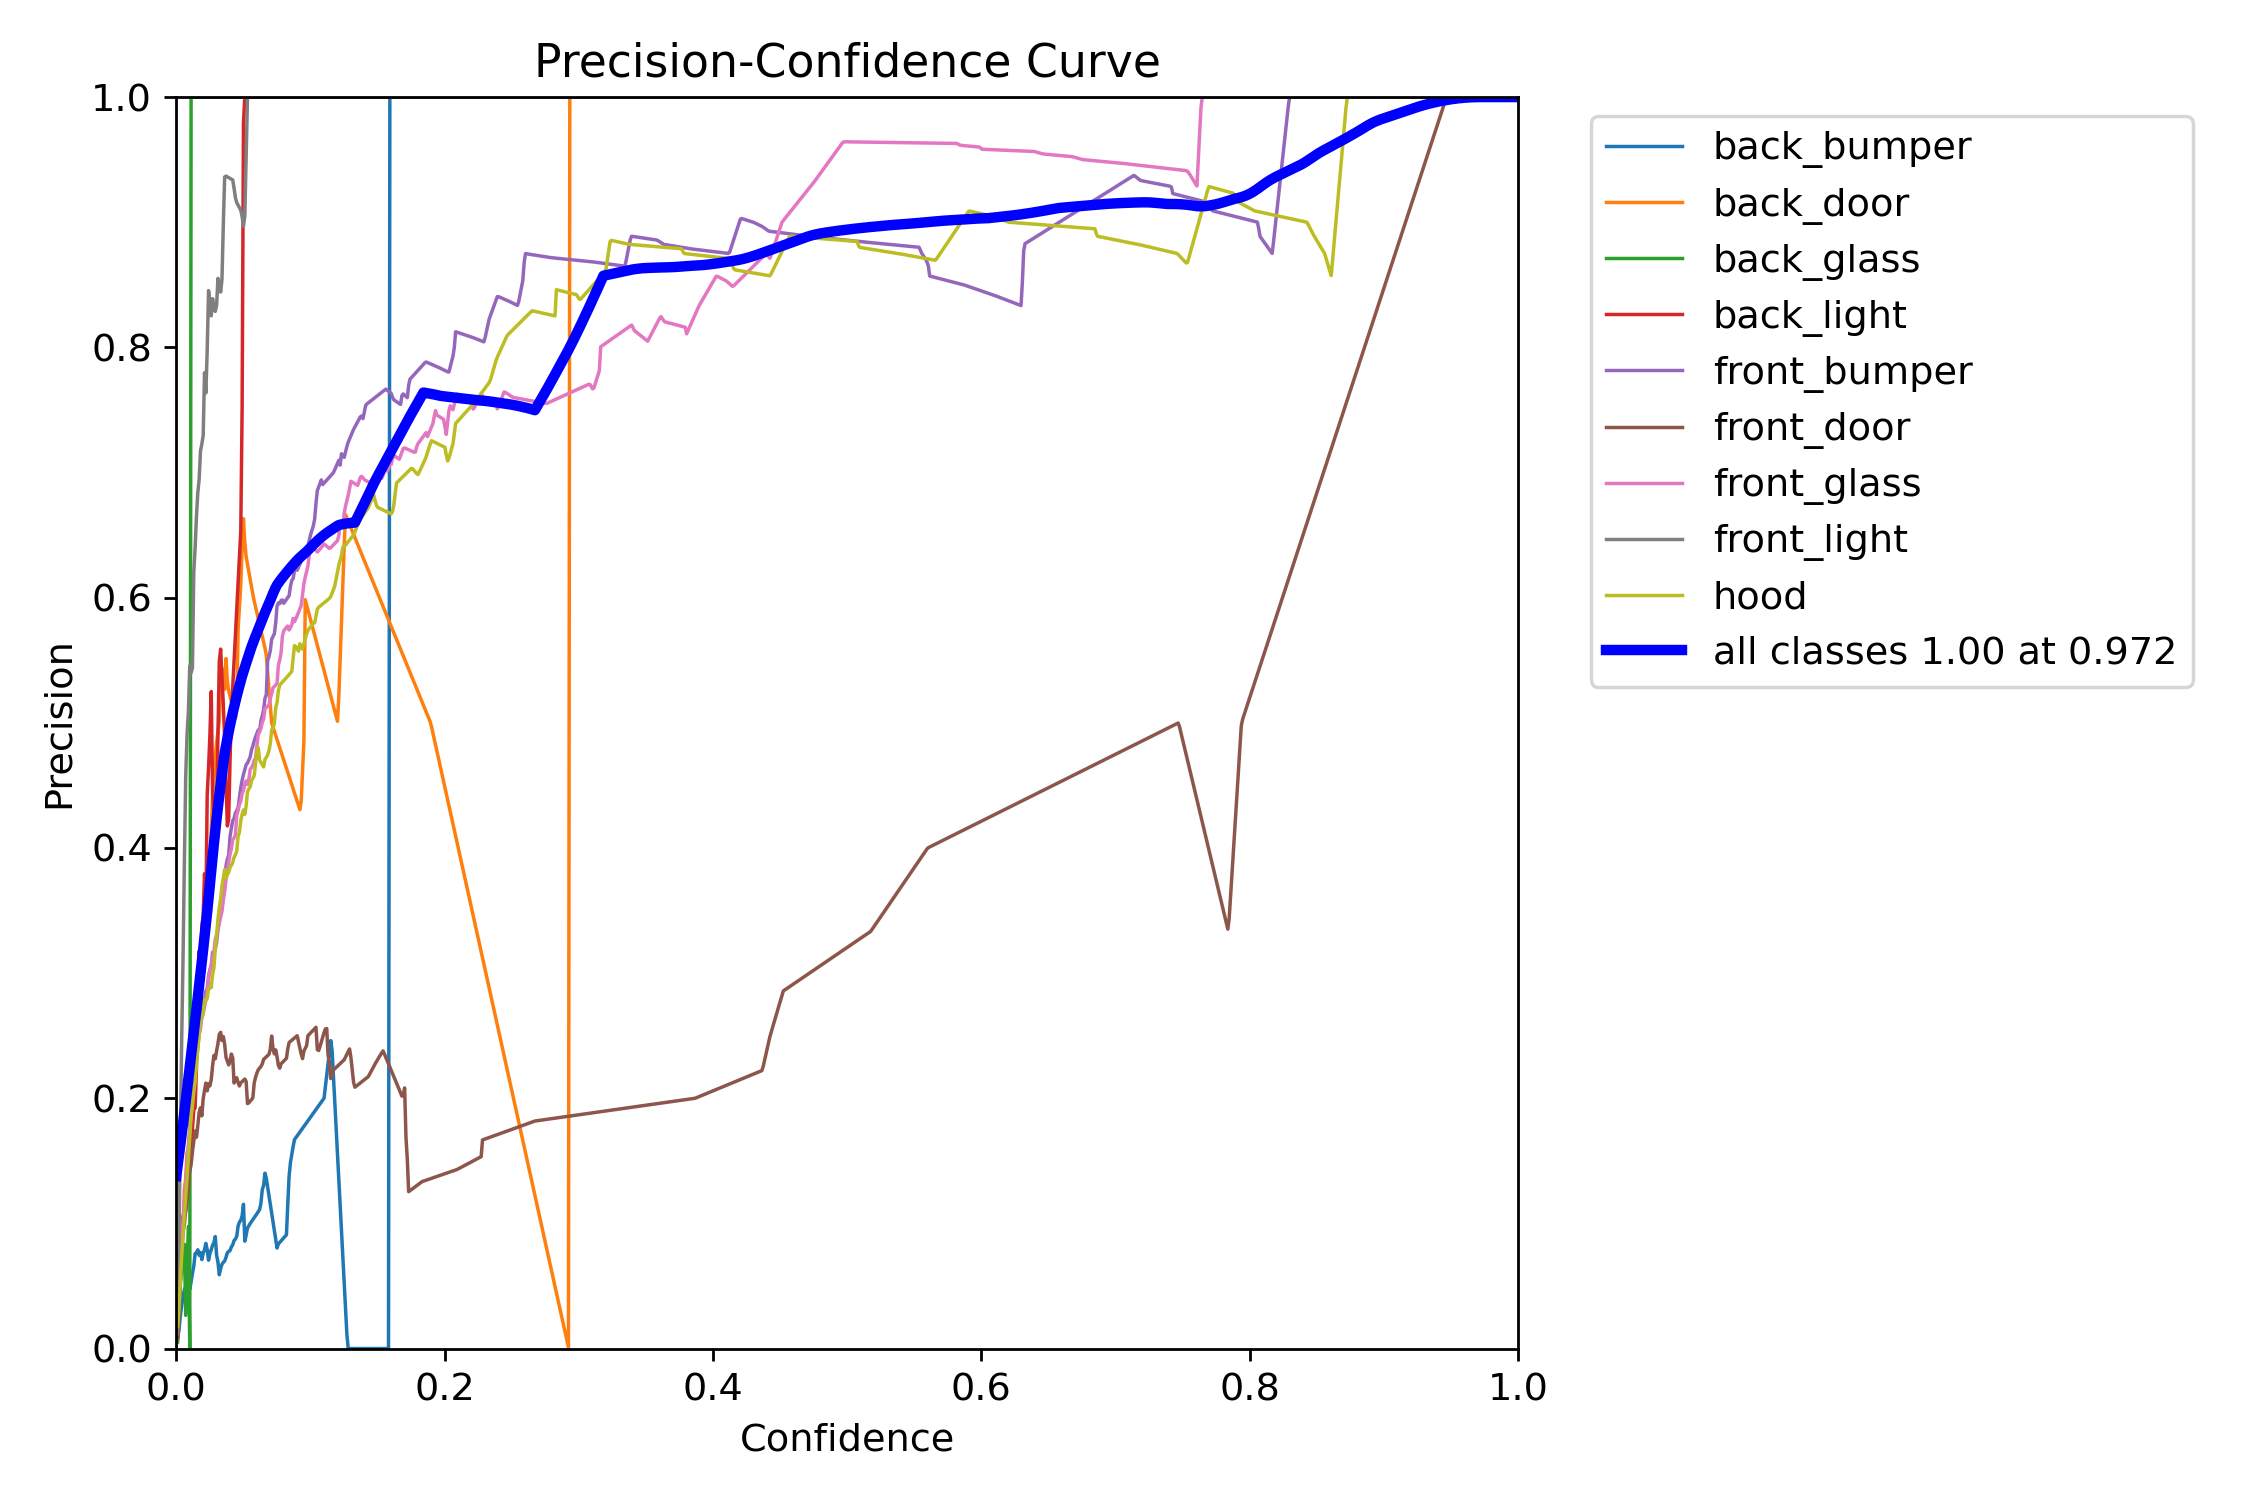 Precision-Confidence Curve
1.0
0.8
0.6
0.4
0.2
0.0
Precision
0.0 0.2 0.4 0.6 0.8 1.0
Confidence
back_bumper
back_door
back_glass
back_light
front_bumper
front_door
front_glass
front_light
hood
all classes 1.00 at 0.972